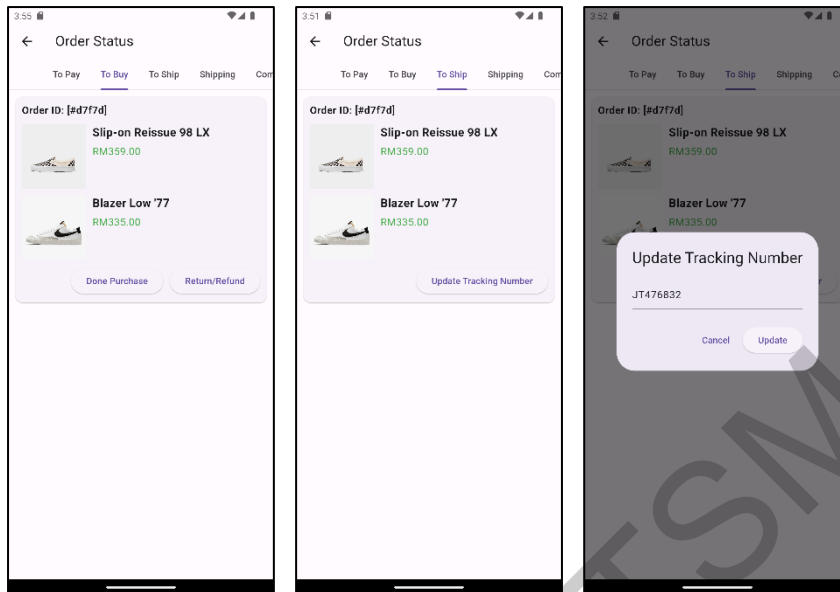 3:55
Order Status
To Pay To Buy To Ship Shipping Com
Order ID: [#d7f7d]
Slip-on Reissue 98 LX
RM359.00
Blazer Low '77
RM335.00
Done Purchase Return/Refund
3:51
Order Status
To Pay To Buy To Ship Shipping Com
Order ID: [#d7f7d]
Slip-on Reissue 98 LX
RM359.00
Blazer Low '77
RM335.00
Update Tracking Number
3:52
Order Status
To Pay To Buy To Ship Shipping Co
Order ID: [#d7f7d]
Slip-on Reissue 98 LX
RM359.00
Blazer Low '77
RM335.00
Update Tracking Number
JT476832
Cancel Update
TSM